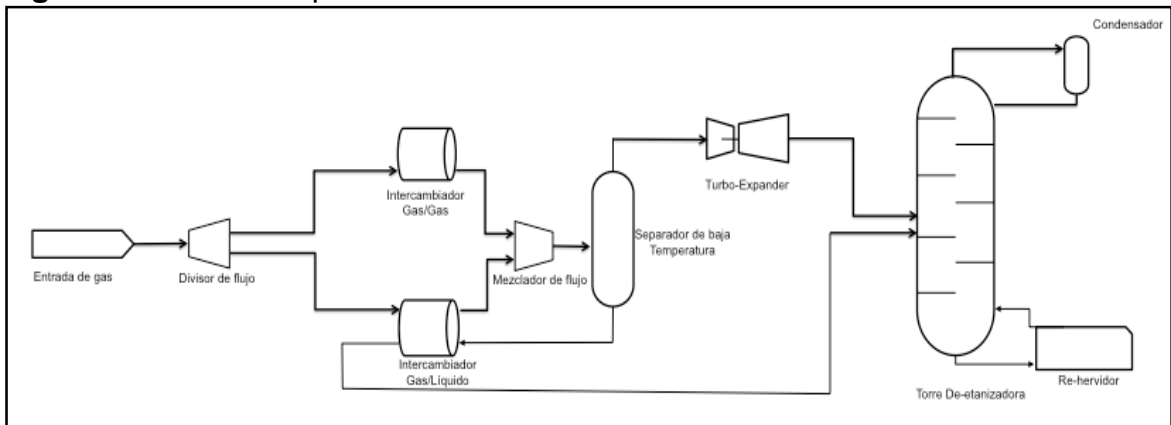 Condensador
Intercambiador
Gas/Gas
Turbo-Expander
Separador de baja
Temperatura
Entrada de gas
Divisor de flujo
Mezclador de flujo
Intercambiador
Gas/Líquido
Torre De-etanizadora
Re-hervidor